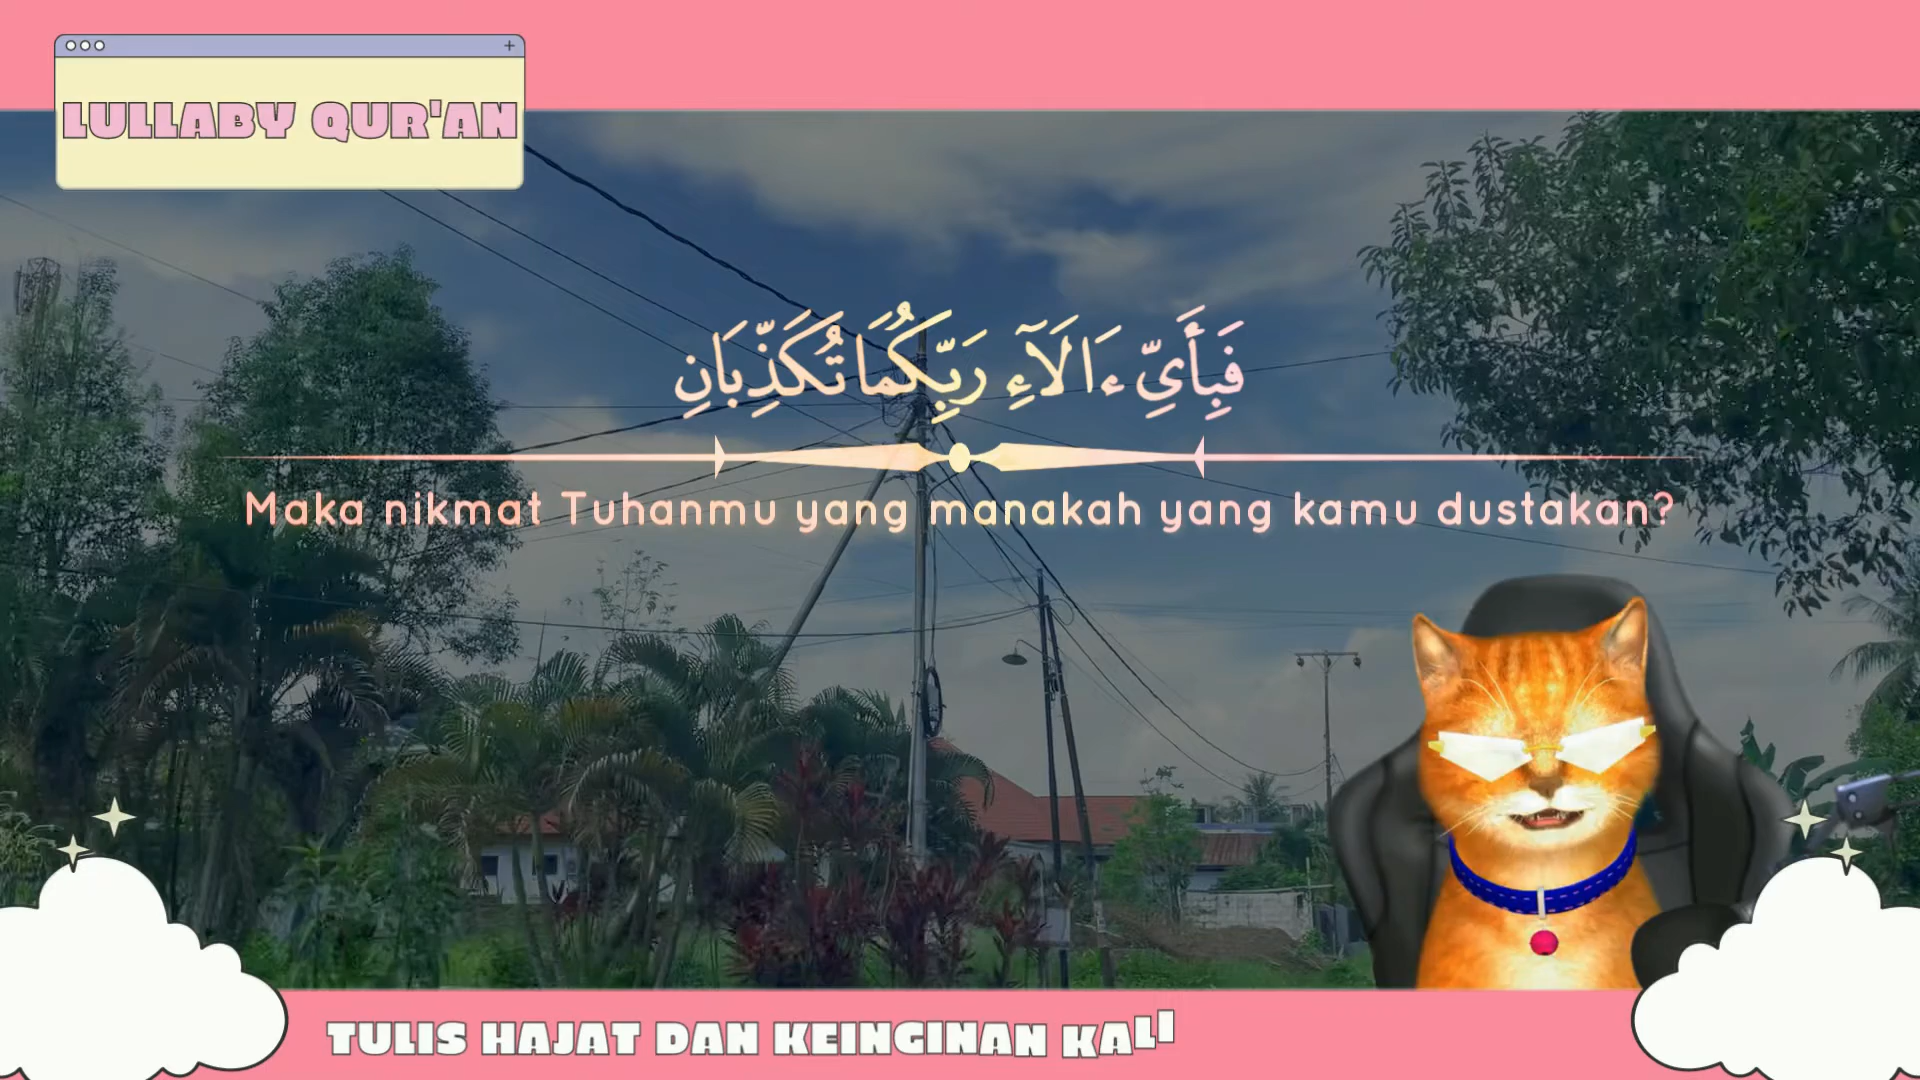 LULLABY QUR'AN
فَبِأَيِّ ءَالَآءِ رَبِّكُمَا تُكَذِّبَانِ
Maka nikmat Tuhanmu yang manakah yang kamu dustakan?
TULIS HAJAT DAN KEINGINAN KALI